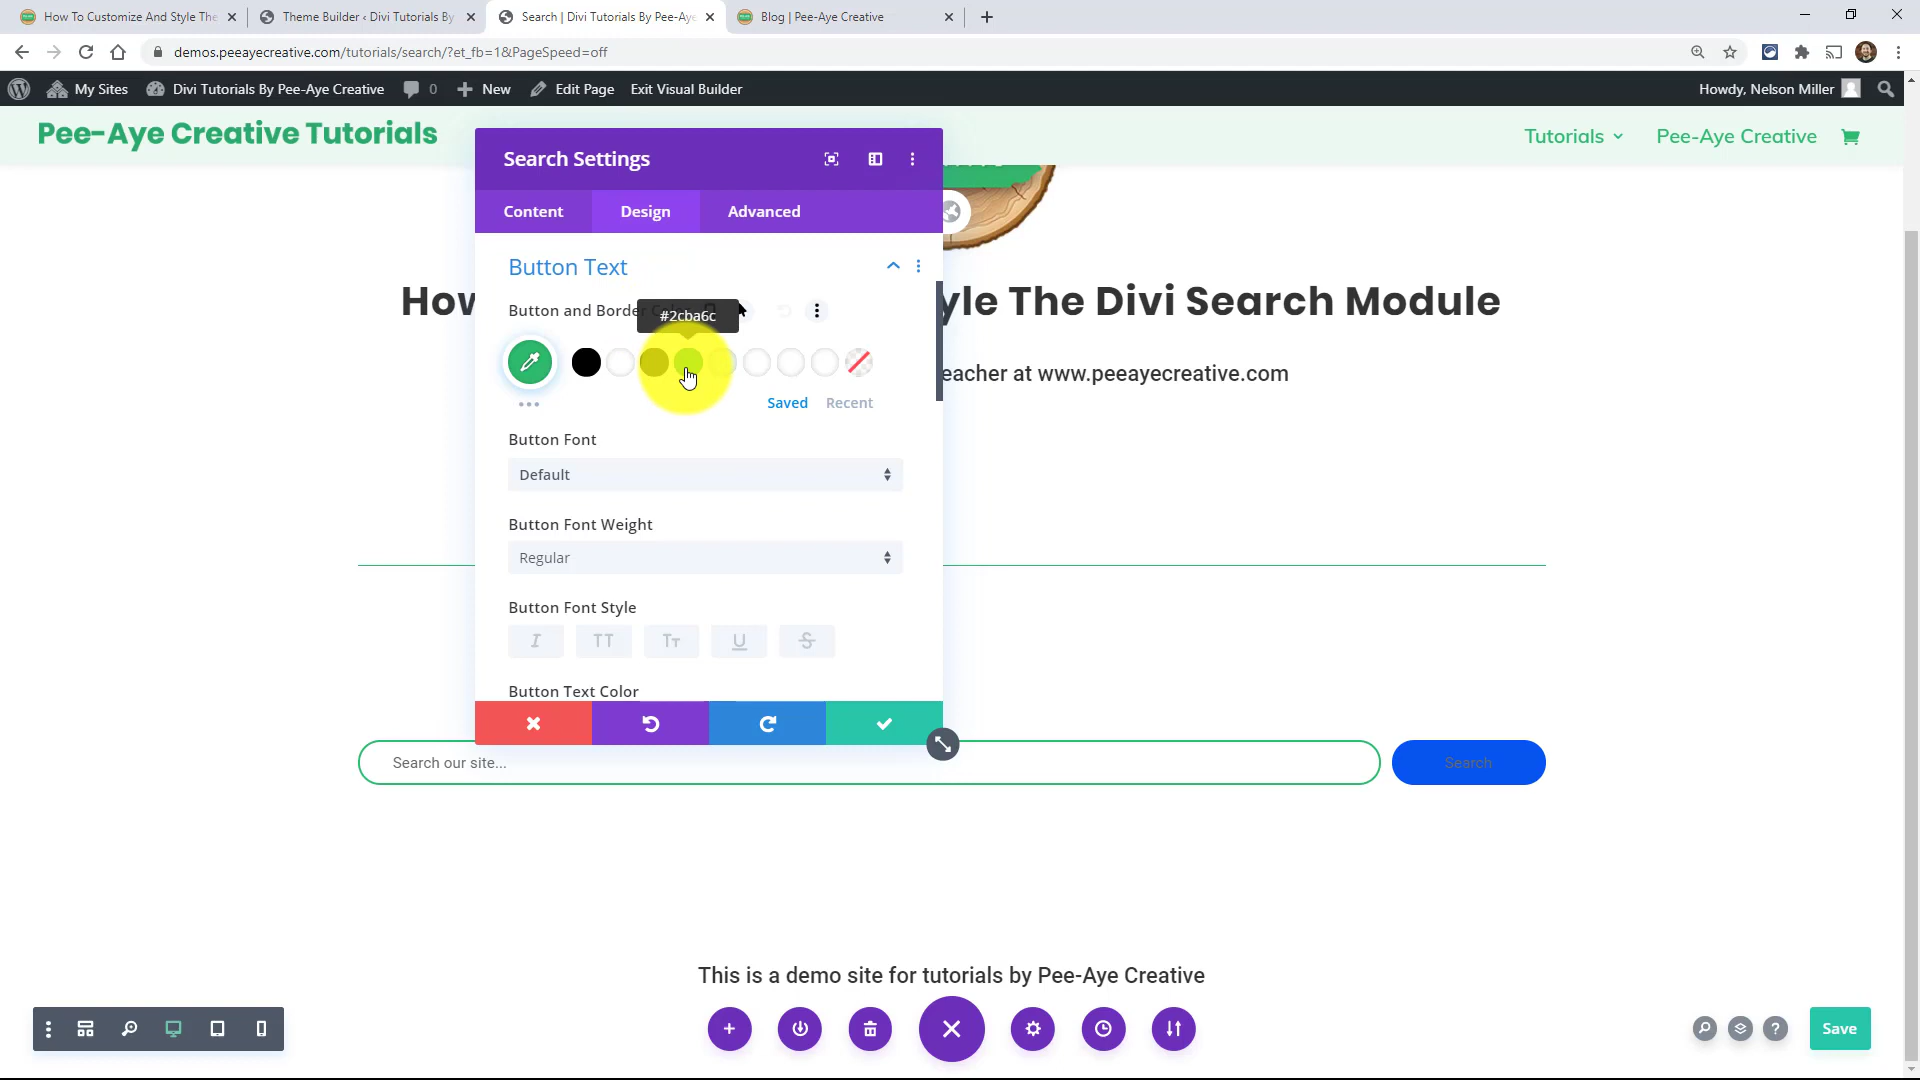 How To Customize And Style The
Theme Builder ‹ Divi Tutorials By
Search | Divi Tutorials By Pee-Aye
Blog | Pee-Aye Creative
demos.peeayecreative.com/tutorials/search/?et_fb=1&PageSpeed=off
My Sites
Divi Tutorials By Pee-Aye Creative
0
New
Edit Page
Exit Visual Builder
Howdy, Nelson Miller
Pee-Aye Creative Tutorials
Tutorials
Pee-Aye Creative
Search Settings
Content
Design
Advanced
Button Text
How
yle The Divi Search Module
Button and Border
#2cba6c
eacher at www.peeayecreative.com
Saved
Recent
Button Font
Default
Button Font Weight
Regular
Button Font Style
I TT Tт U S
Button Text Color
Search our site...
Search
This is a demo site for tutorials by Pee-Aye Creative
?
Save